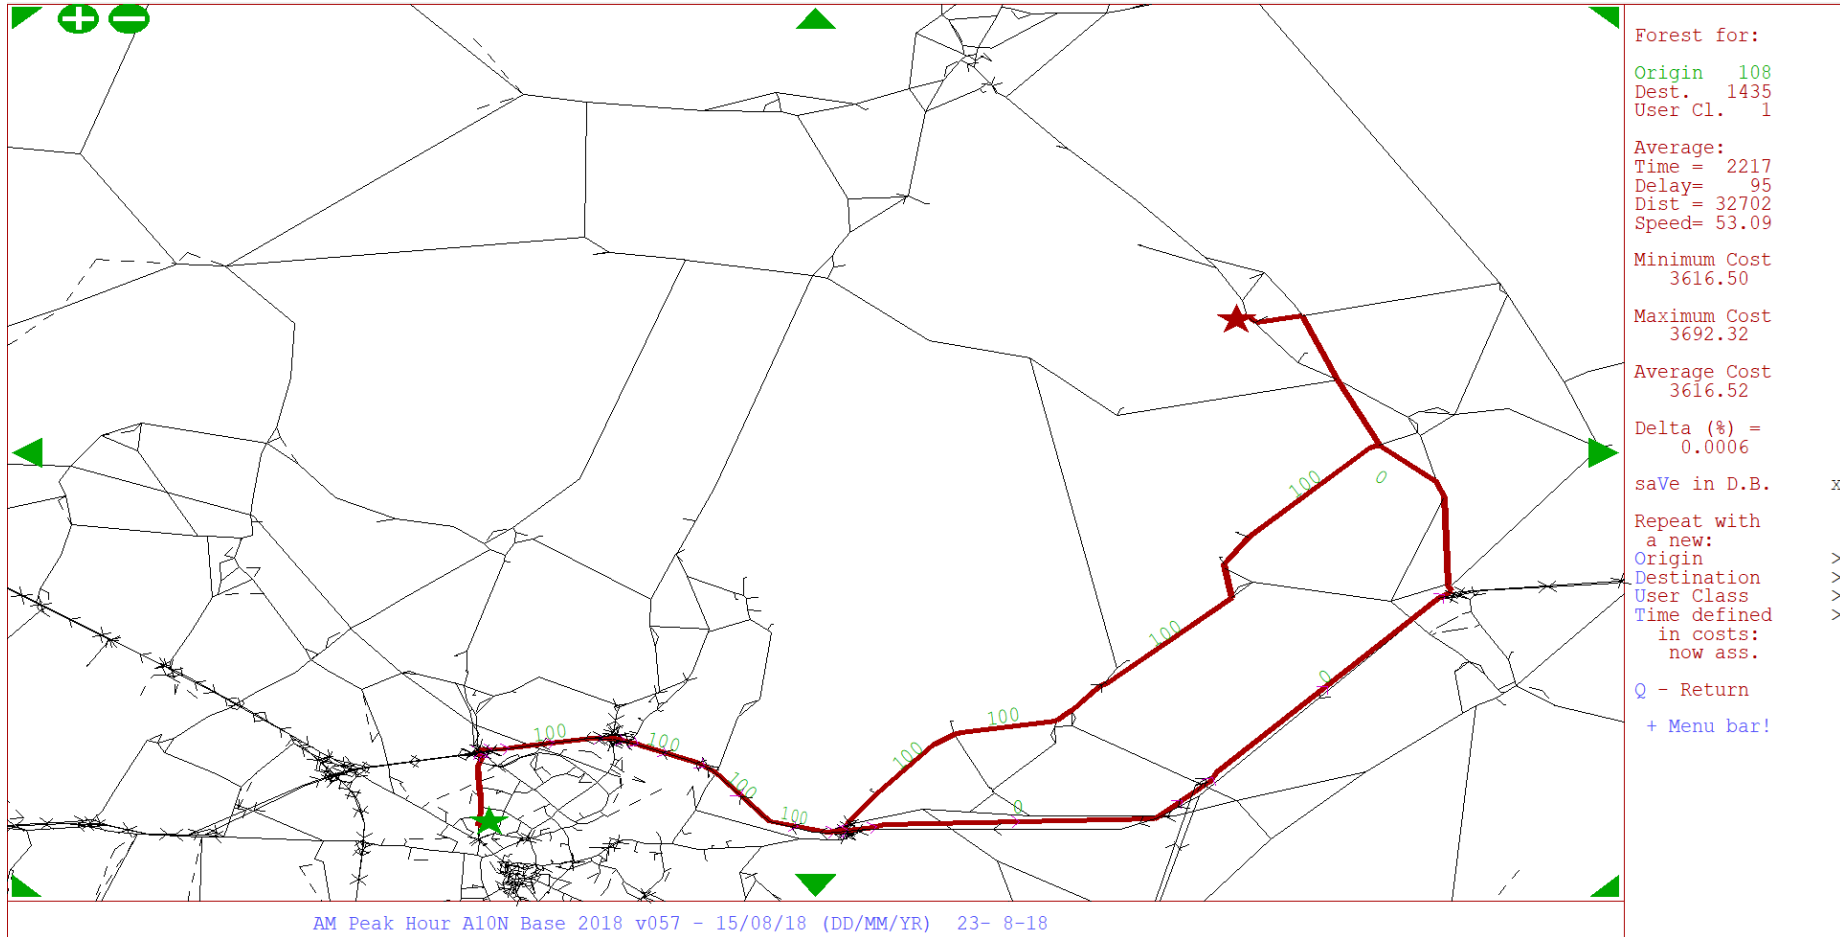 Forest for:
Origin 108
Dest. 1435
User Cl. 1
Average:
Time = 2217
Delay= 95
Dist = 32702
Speed= 53.09
Minimum Cost
3616.50
Maximum Cost
3692.32
Average Cost
3616.52
Delta (%) =
0.0006
saVe in D.B. x
Repeat with
a new:
Origin >
Destination >
User Class >
Time defined >
in costs:
now ass.
Q - Return
+ Menu bar!
100
0
100
0
100
100
100
100
100
100
0
AM Peak Hour A10N Base 2018 v057 - 15/08/18 (DD/MM/YR) 23- 8-18